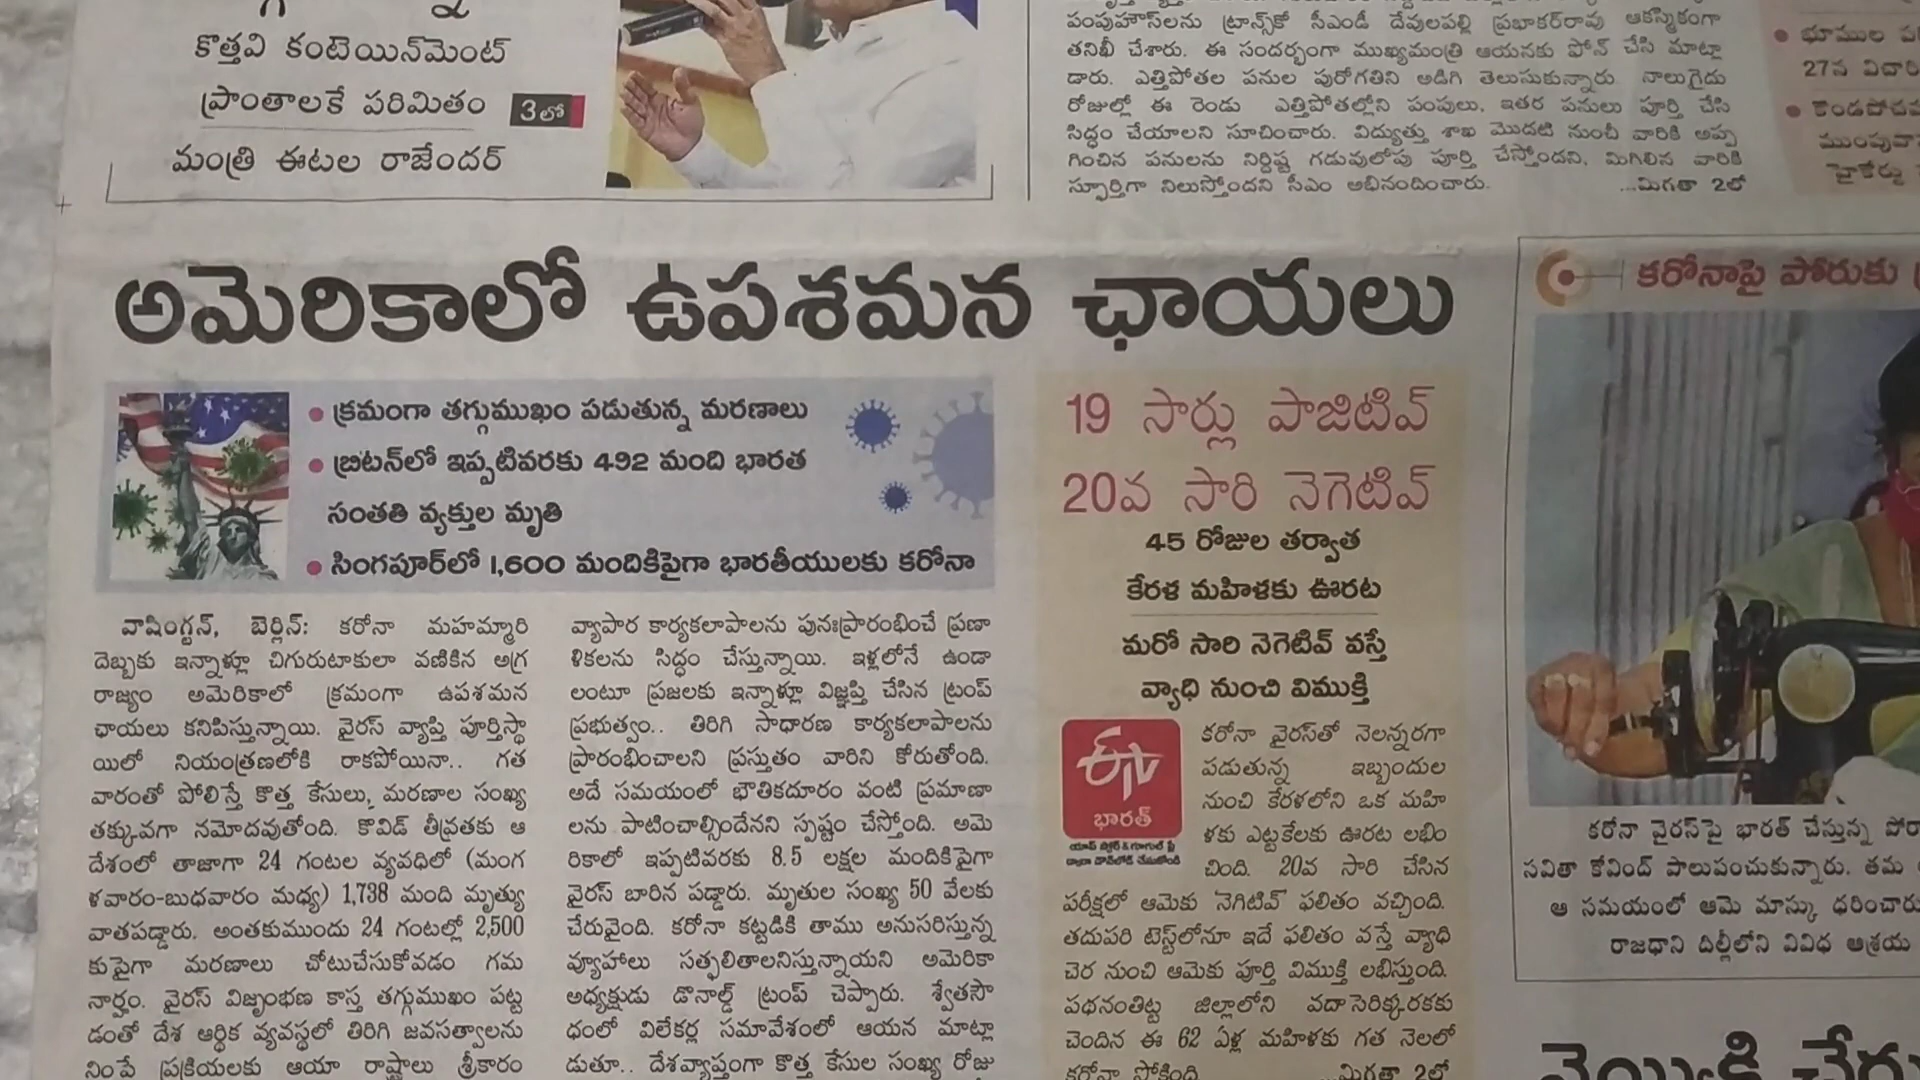 కొత్తవి కంటెయిన్‌మెంట్
ప్రాంతాలకే పరిమితం 3లో
మంత్రి ఈటల రాజేందర్
పంపుహౌస్‌లను ట్రాన్స్‌కో సీఎండీ దేవులపల్లి ప్రభాకర్‌రావు ఆకస్మికంగా
తనిఖీ చేశారు. ఈ సందర్భంగా ముఖ్యమంత్రి ఆయనకు ఫోన్ చేసి మాట్లా
డారు. ఎత్తిపోతల పనుల పురోగతిని అడిగి తెలుసుకున్నారు. నాలుగైదు
రోజుల్లో ఈ రెండు ఎత్తిపోతల్లోని పంపులు, ఇతర పనులు పూర్తి చేసి
సిద్ధం చేయాలని సూచించారు. విద్యుత్తు శాఖ మొదటి నుంచీ వారికి అప్ప
గించిన పనులను నిర్దిష్ట గడువులోపు పూర్తి చేస్తోందని, మిగిలిన వారికి
స్ఫూర్తిగా నిలుస్తోందని సీఎం అభినందించారు. ...మిగతా 2లో
భూముల
27న
అమెరికాలో ఉపశమన ఛాయలు
క్రమంగా తగ్గుముఖం పడుతున్న మరణాలు
బ్రిటన్‌లో ఇప్పటివరకు 492 మంది భారత
సంతతి వ్యక్తుల మృతి
సింగపూర్‌లో 1,600 మందికిపైగా భారతీయులకు కరోనా
వాషింగ్టన్, బెర్లిన్: కరోనా మహమ్మారి
దెబ్బకు ఇన్నాళ్లూ చిగురుటాకులా వణికిన అగ్ర
రాజ్యం అమెరికాలో క్రమంగా ఉపశమన
ఛాయలు కనిపిస్తున్నాయి. వైరస్ వ్యాప్తి పూర్తిస్థా
యిలో నియంత్రణలోకి రాకపోయినా.. గత
వారంతో పోలిస్తే కొత్త కేసులు, మరణాల సంఖ్య
తక్కువగా నమోదవుతోంది. కొవిడ్ తీవ్రతకు ఆ
దేశంలో తాజాగా 24 గంటల వ్యవధిలో (మంగ
ళవారం-బుధవారం మధ్య) 1,738 మంది మృత్యు
వాతపడ్డారు. అంతకుముందు 24 గంటల్లో 2,500
కుపైగా మరణాలు చోటుచేసుకోవడం గమ
నార్హం. వైరస్ విజృంభణ కాస్త తగ్గుముఖం పట్ట
డంతో దేశ ఆర్థిక వ్యవస్థలో తిరిగి జవసత్వాలను
నింపే ప్రక్రియలకు ఆయా రాష్ట్రాలు శ్రీకారం
వ్యాపార కార్యకలాపాలను పునఃప్రారంభించే ప్రణా
ళికలను సిద్ధం చేస్తున్నాయి. ఇళ్లలోనే ఉండా
లంటూ ప్రజలకు ఇన్నాళ్లూ విజ్ఞప్తి చేసిన ట్రంప్
ప్రభుత్వం.. తిరిగి సాధారణ కార్యకలాపాలను
ప్రారంభించాలని ప్రస్తుతం వారిని కోరుతోంది.
అదే సమయంలో భౌతికదూరం వంటి ప్రమాణా
లను పాటించాల్సిందేనని స్పష్టం చేస్తోంది. అమె
రికాలో ఇప్పటివరకు 8.5 లక్షల మందికిపైగా
వైరస్ బారిన పడ్డారు. మృతుల సంఖ్య 50 వేలకు
చేరువైంది. కరోనా కట్టడికి తాము అనుసరిస్తున్న
వ్యూహాలు సత్ఫలితాలనిస్తున్నాయని అమెరికా
అధ్యక్షుడు డొనాల్డ్ ట్రంప్ చెప్పారు. శ్వేతసౌ
ధంలో విలేకర్ల సమావేశంలో ఆయన మాట్లా
డుతూ.. దేశవ్యాప్తంగా కొత్త కేసుల సంఖ్య రోజు
19 సార్లు పాజిటివ్
20వ సారి నెగెటివ్
45 రోజుల తర్వాత
కేరళ మహిళకు ఊరట
మరో సారి నెగెటివ్ వస్తే
వ్యాధి నుంచి విముక్తి
ఈTV
భారత్
కరోనా వైరస్‌తో నెలన్నరగా
పడుతున్న ఇబ్బందుల
నుంచి కేరళలోని ఒక మహి
ళకు ఎట్టకేలకు ఊరట లభిం
చింది. 20వ సారి చేసిన
పరీక్షలో ఆమెకు 'నెగెటివ్' ఫలితం వచ్చింది.
తదుపరి టెస్ట్‌లోనూ ఇదే ఫలితం వస్తే వ్యాధి
చెర నుంచి ఆమెకు పూర్తి విముక్తి లభిస్తుంది.
పథనంతిట్ట జిల్లాలోని వదాసెరిక్కరకకు
చెందిన ఈ 62 ఏళ్ల మహిళకు గత నెలలో
కరోనా సోకింది. ...మిగతా 2లో
కరోనాపై పోరుకు
కరోనా వైరస్‌పై భారత్ చేస్తున్న
సవితా కోవింద్ పాలుపంచుకున్నారు. తమ
ఆ సమయంలో ఆమె మాస్కు ధరించారు
రాజధాని దిల్లీలోని వివిధ ఆశ్రయ